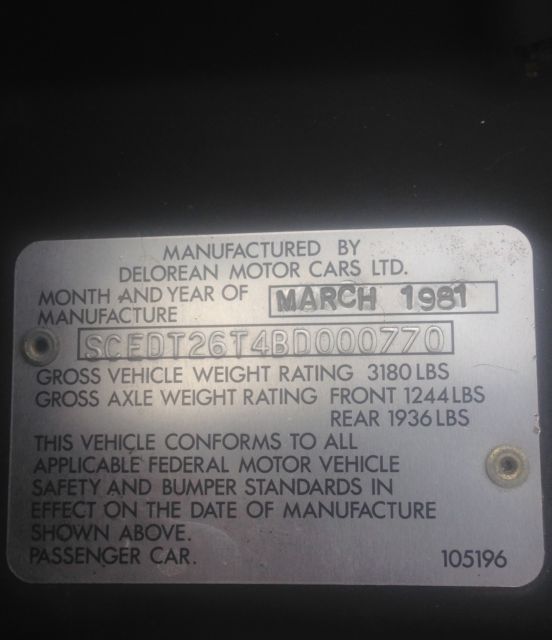 MANUFACTURED BY
DELOREAN MOTOR CARS LTD.
MONTH AND YEAR OF
MANUFACTURE
MARCH 1981
SCEDT26T4BD000770
GROSS VEHICLE WEIGHT RATING 3180 LBS
GROSS AXLE WEIGHT RATING FRONT 1244 LBS
REAR 1936 LBS
THIS VEHICLE CONFORMS TO ALL
APPLICABLE FEDERAL MOTOR VEHICLE
SAFETY AND BUMPER STANDARDS IN
EFFECT ON THE DATE OF MANUFACTURE
SHOWN ABOVE.
PASSENGER CAR. 105196